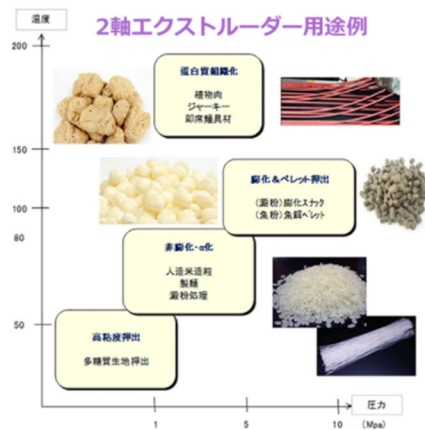 2軸エクストルーダー用途例
温度
200
蛋白質組織化
植物肉
ジャーキー
即席麺具材
150
膨化&ペレット押出
(澱粉)膨化スナック
(魚粉)魚餌ペレット
100
80
非膨化・α化
人造米造粒
製麺
澱粉処理
50
高粘度押出
多糖質生地押出
1
5
10
圧力
(Mpa)